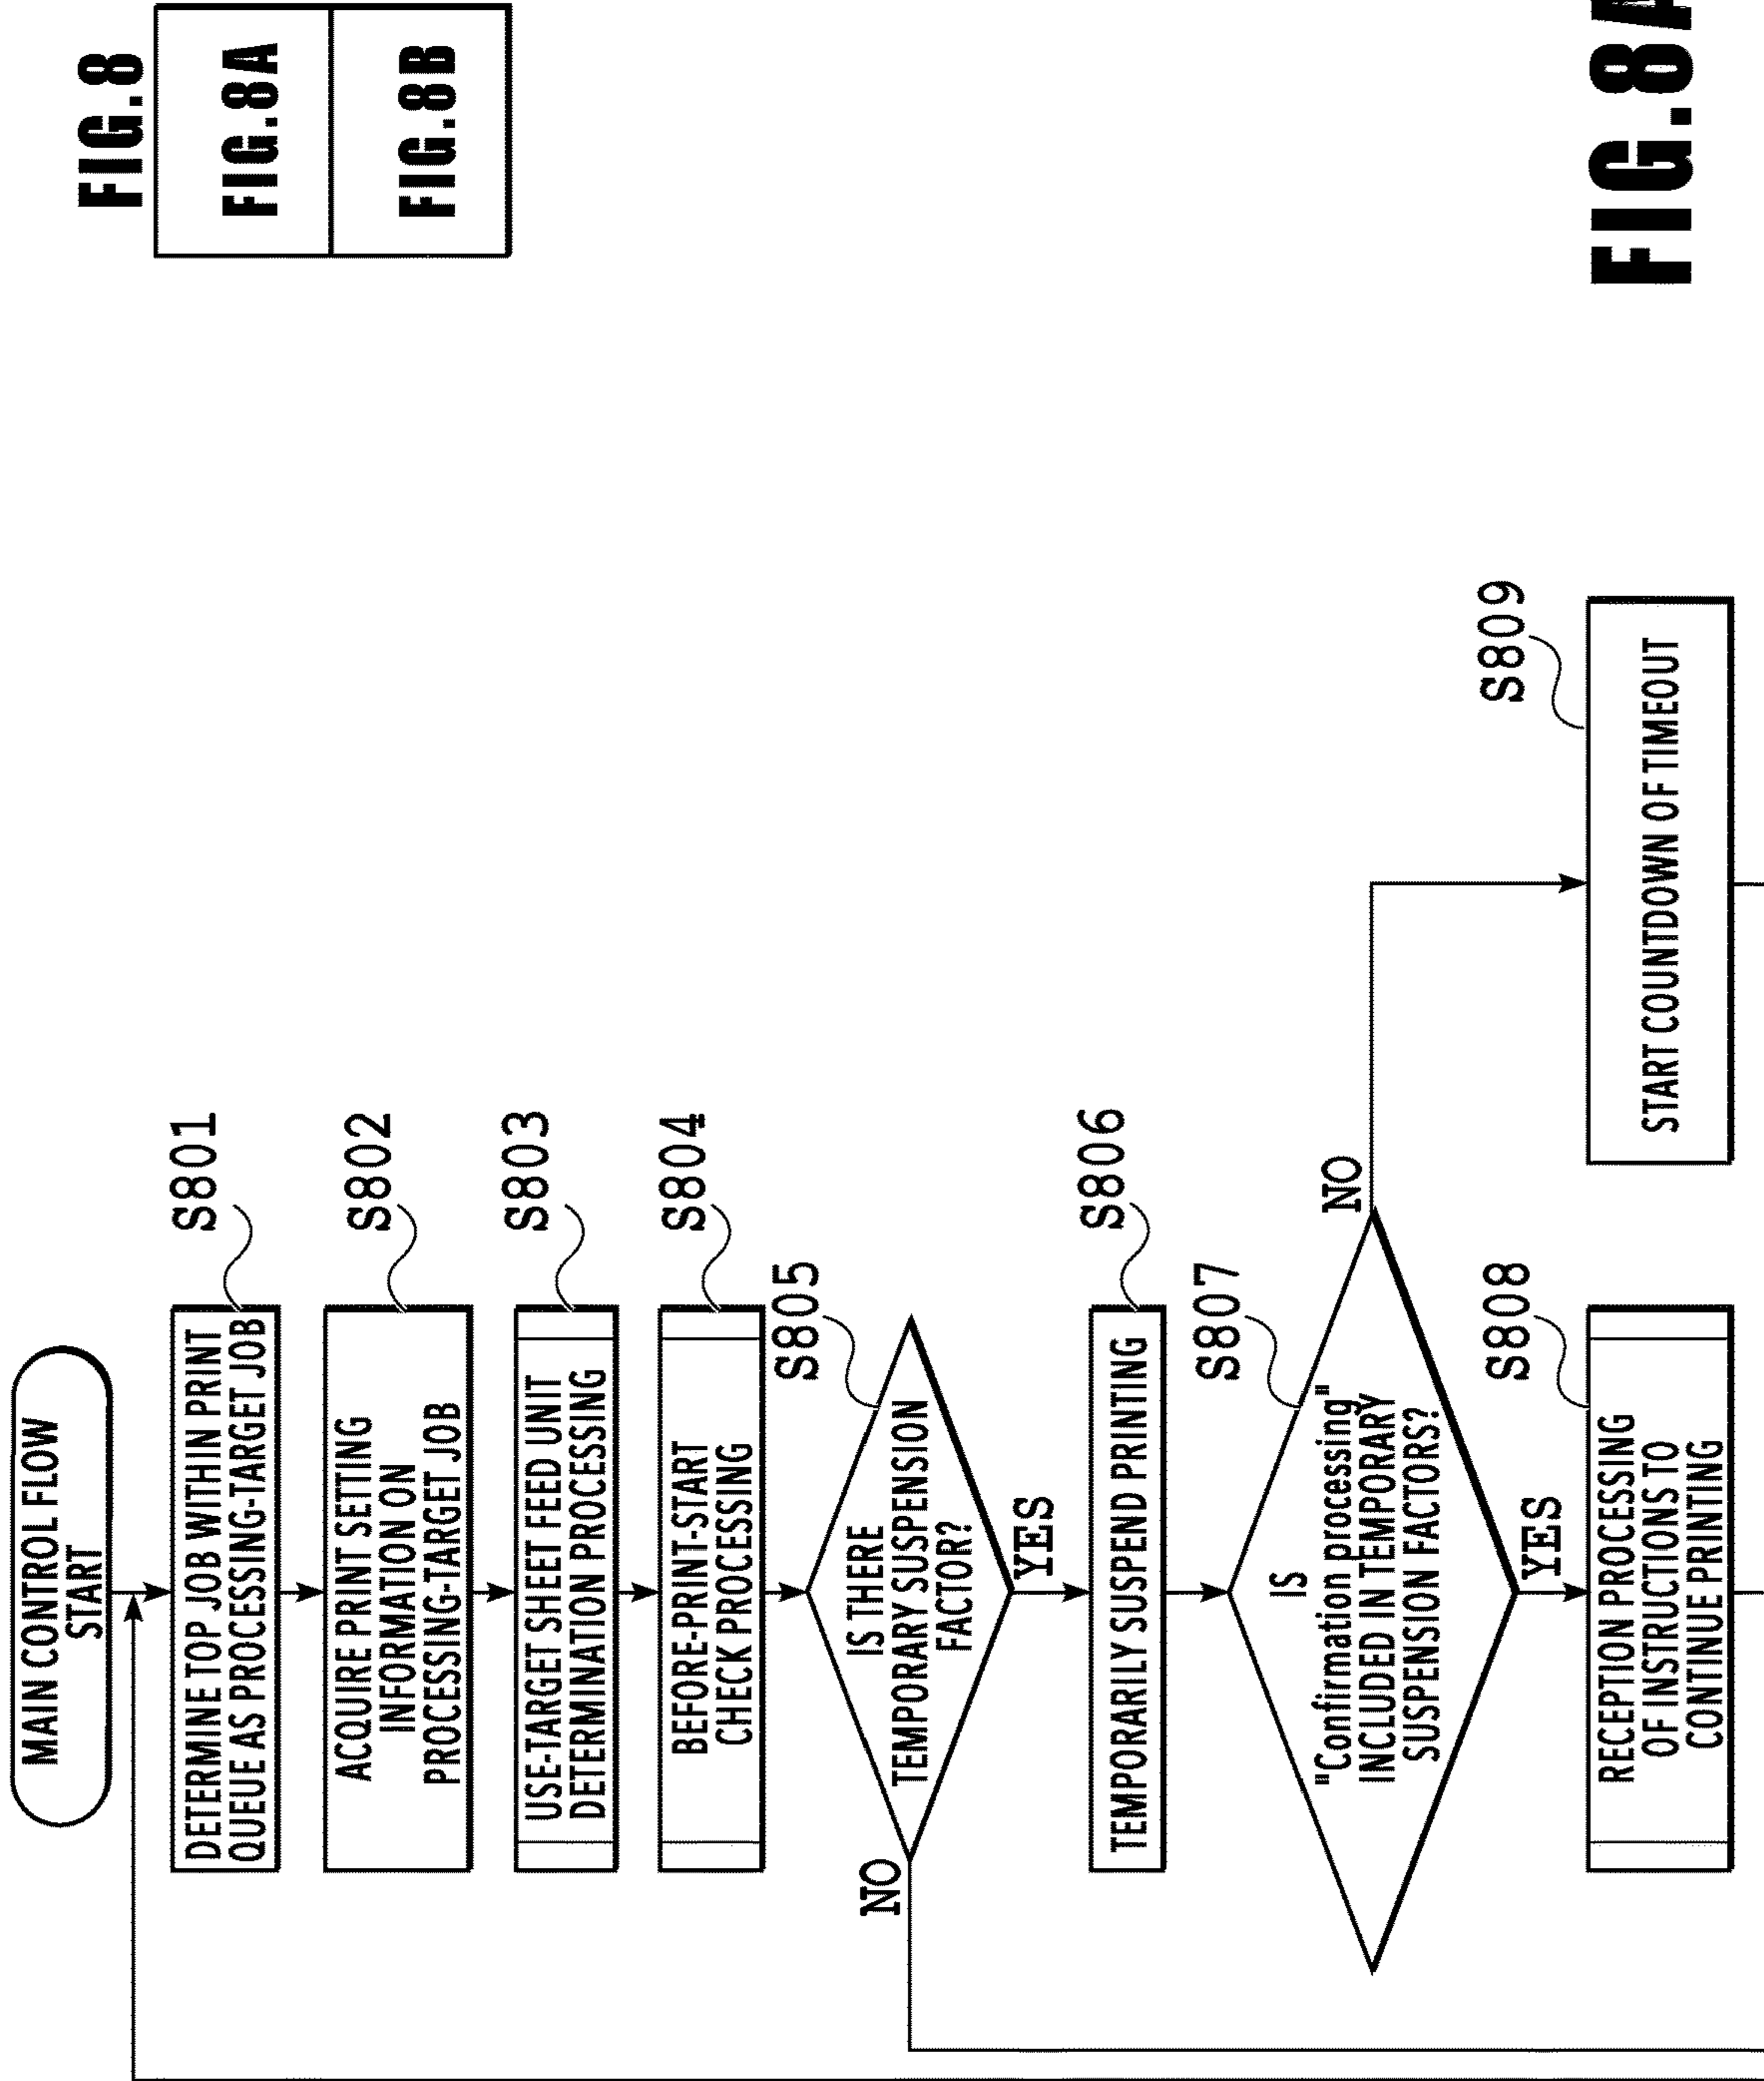 FIG.8
FIG.8A
FIG.8B
MAIN CONTROL FLOW
START
S801
DETERMINE TOP JOB WITHIN PRINT
QUEUE AS PROCESSING-TARGET JOB
S802
ACQUIRE PRINT SETTING
INFORMATION ON
PROCESSING-TARGET JOB
S803
USE-TARGET SHEET FEED UNIT
DETERMINATION PROCESSING
S804
BEFORE-PRINT-START
CHECK PROCESSING
S805
IS THERE
TEMPORARY SUSPENSION
FACTOR?
NO
YES
S806
TEMPORARILY SUSPEND PRINTING
S807
IS
"Confirmation processing"
INCLUDED IN TEMPORARY
SUSPENSION FACTORS?
NO
YES
S808
RECEPTION PROCESSING
OF INSTRUCTIONS TO
CONTINUE PRINTING
S809
START COUNTDOWN OF TIMEOUT
FIG.8A